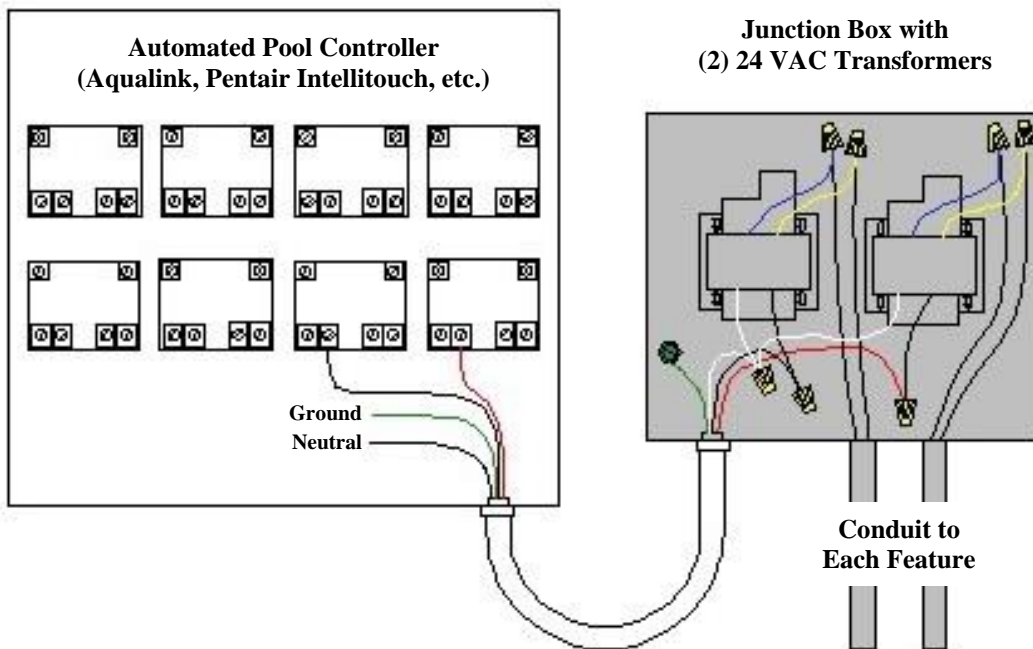 Automated Pool Controller
(Aqualink, Pentair Intellitouch, etc.)
Junction Box with
(2) 24 VAC Transformers
Ground
Neutral
Conduit to
Each Feature